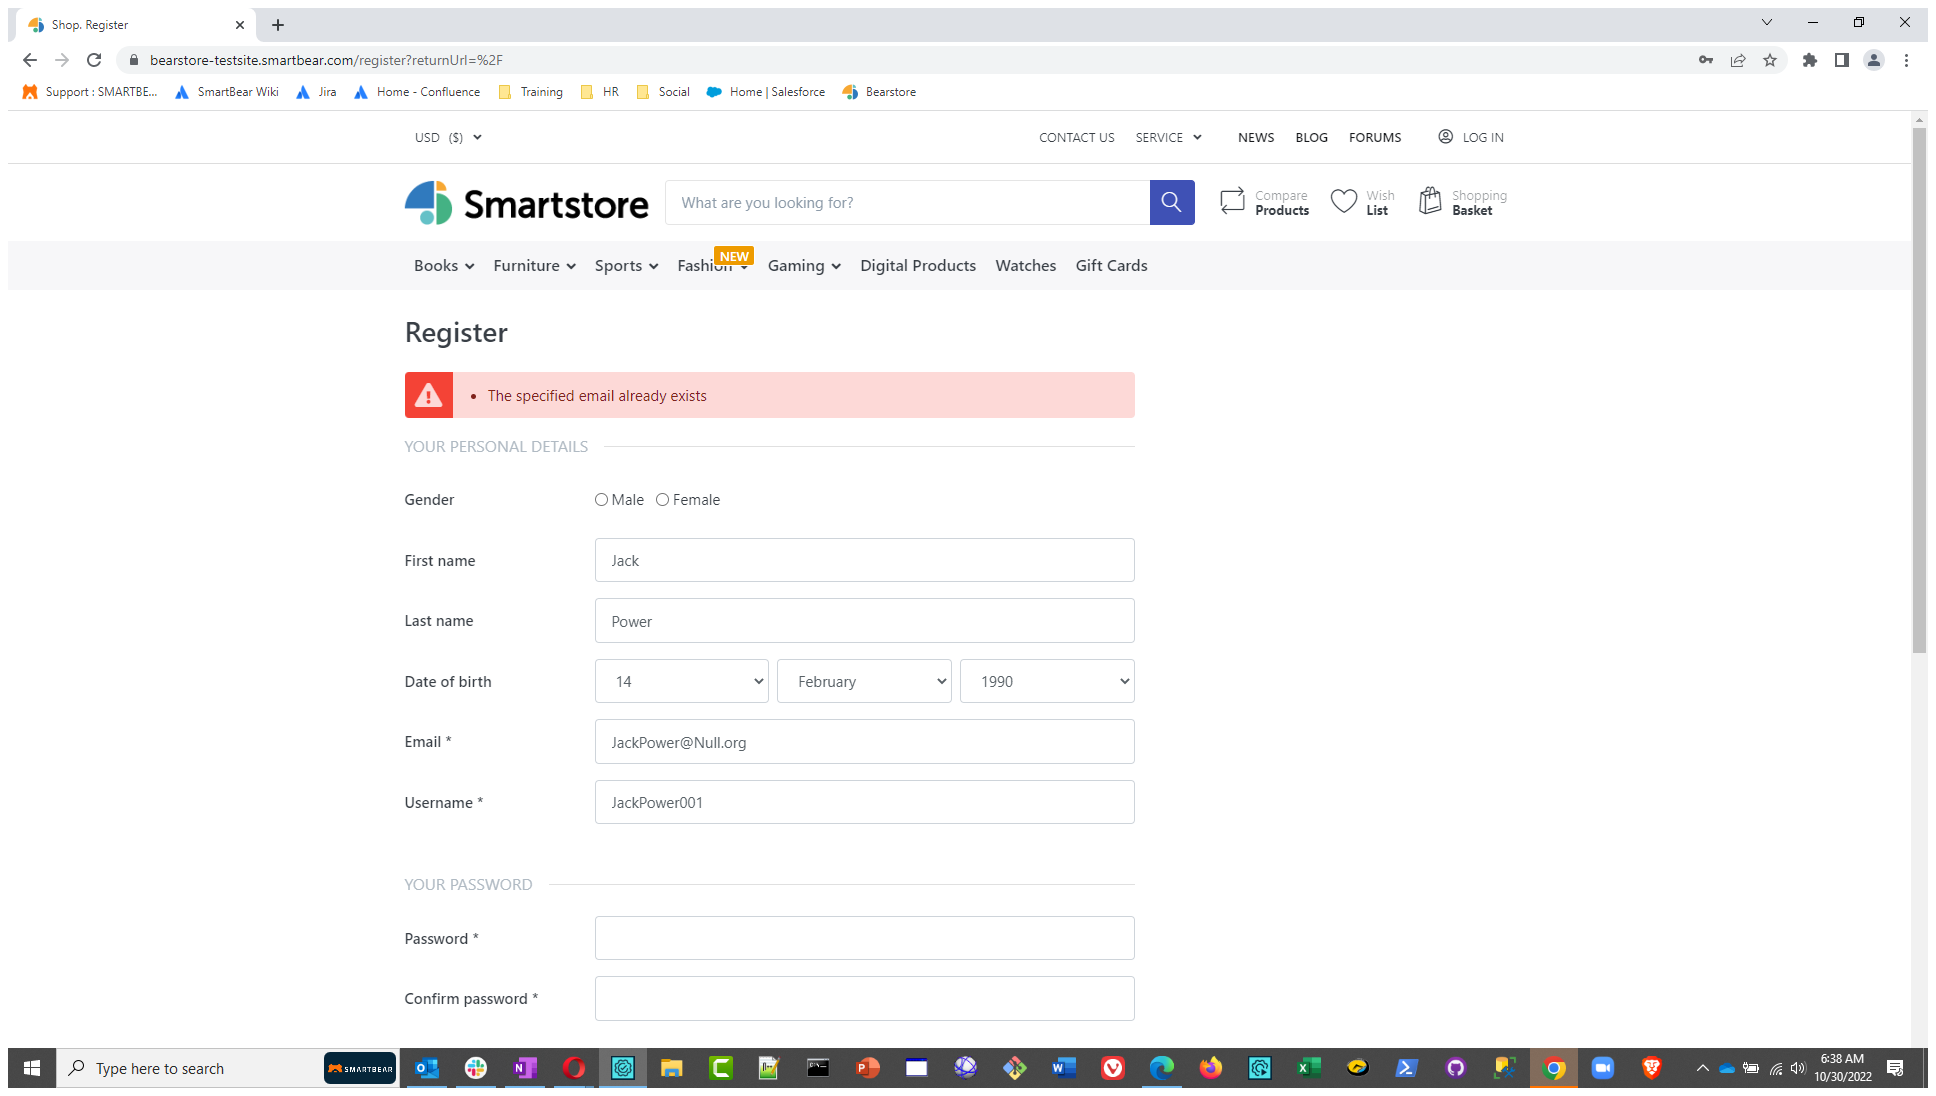 Shop. Register
bearstore-testsite.smartbear.com/register?returnUrl=%2F
Support : SMARTBE... SmartBear Wiki Jira Home - Confluence Training HR Social Home | Salesforce Bearstore
USD ($) CONTACT US SERVICE NEWS BLOG FORUMS LOG IN
Smartstore What are you looking for? Compare Products Wish List Shopping Basket
NEW
Books Furniture Sports Fashion Gaming Digital Products Watches Gift Cards
Register
• The specified email already exists
YOUR PERSONAL DETAILS
Gender Male Female
First name Jack
Last name Power
Date of birth 14 February 1990
Email * JackPower@Null.org
Username * JackPower001
YOUR PASSWORD
Password *
Confirm password *
Type here to search SMARTBEAR 6:38 AM
10/30/2022